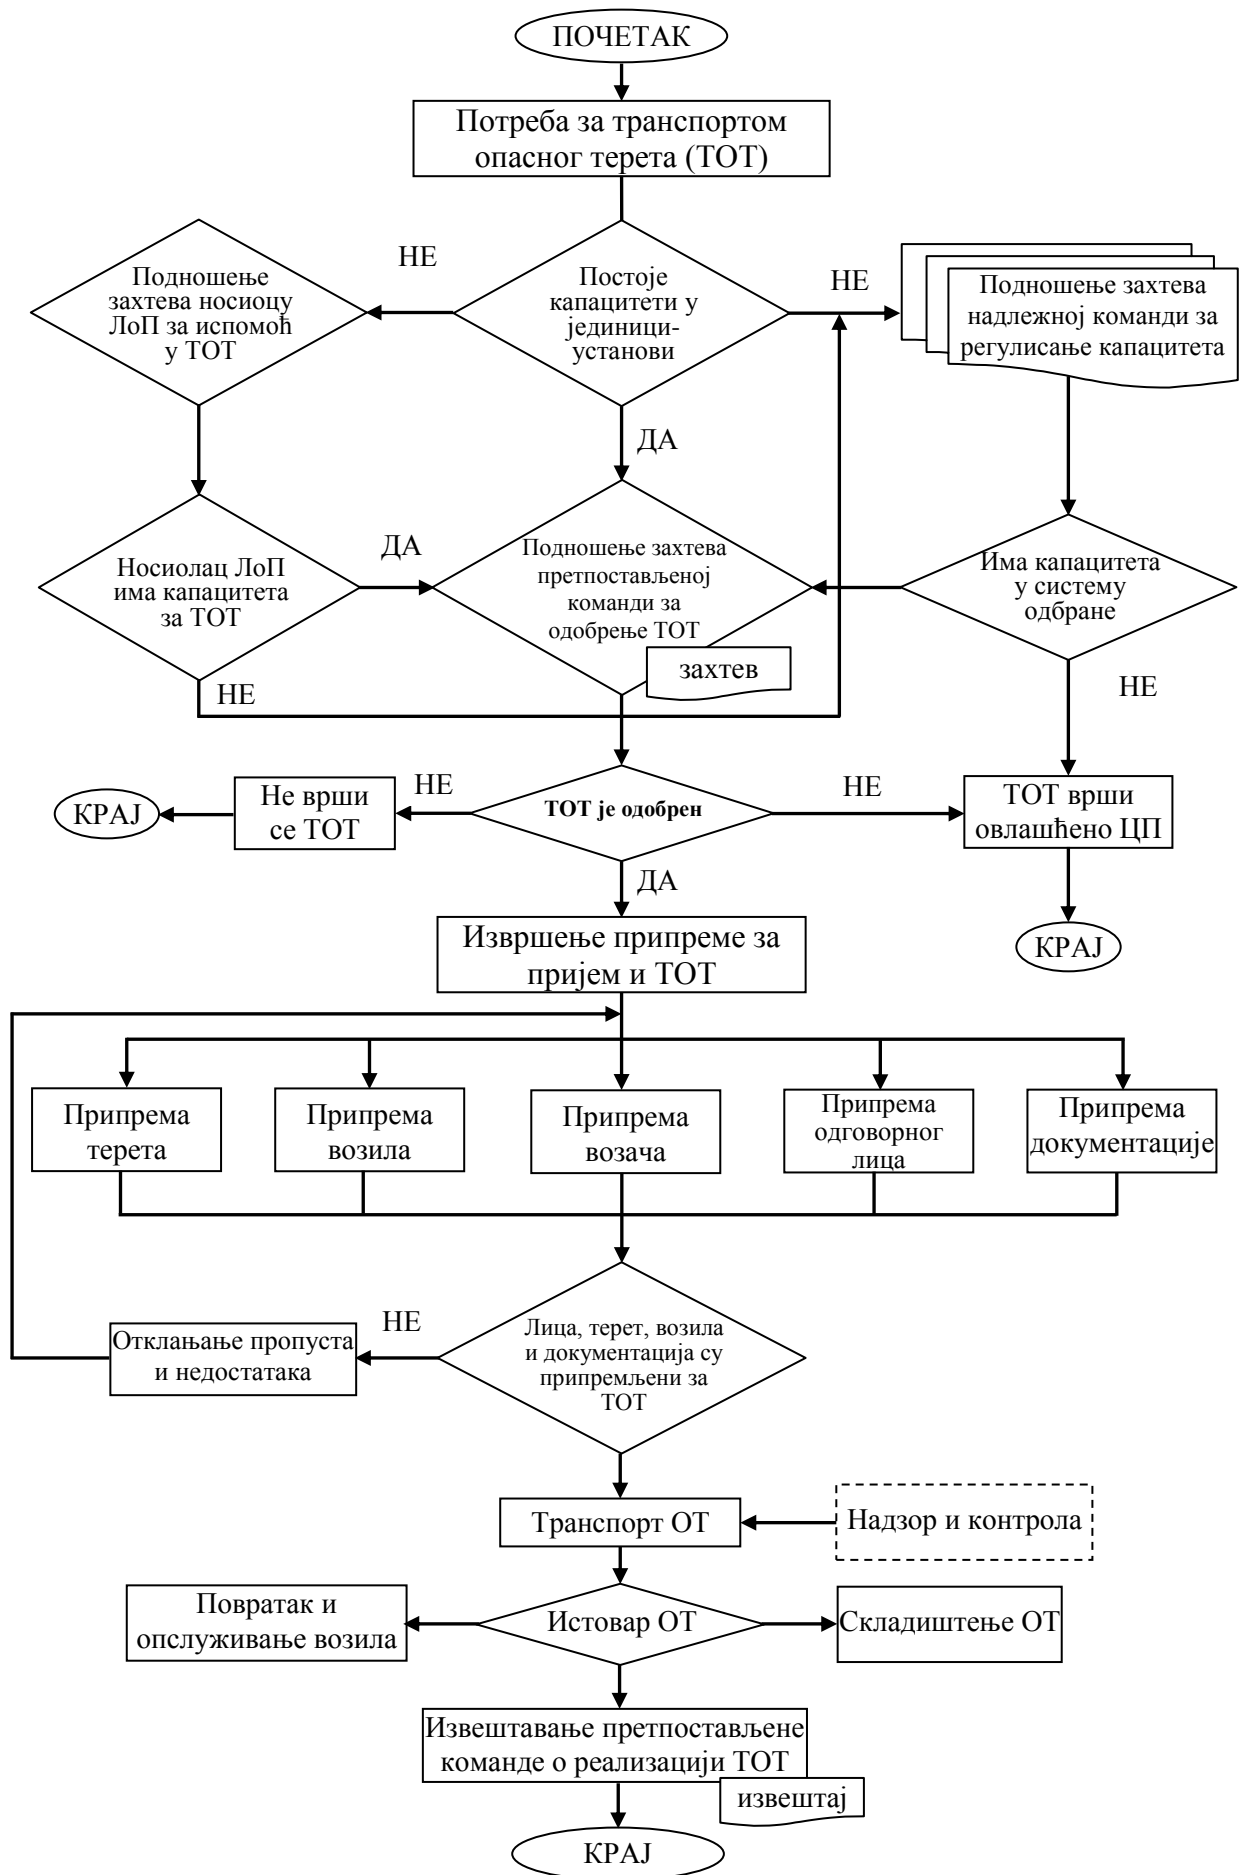 ПОЧЕТАК
Потреба за транспортом
опасног терета (ТОТ)
НЕ
Подношење
захтева носиоцу
ЛоП за испомоћ
у ТОТ
Постоје
капацитети у
јединици-
установи
НЕ
Подношење захтева
надлежној команди за
регулисање капацитета
ДА
Носиолац ЛоП
има капацитета
за ТОТ
ДА
Подношење захтева
претпостављеној
команди за
одобрење ТОТ
захтев
Има капацитета
у систему
одбране
НЕ
НЕ
КРАЈ
Не врши
се ТОТ
НЕ
ТОТ је одобрен
НЕ
ТОТ врши
овлашћено ЦП
ДА
КРАЈ
Извршење припреме за
пријем и ТОТ
Припрема
терета
Припрема
возила
Припрема
возача
Припрема
одговорног
лица
Припрема
документације
Отклањање пропуста
и недостатака
НЕ
Лица, терет, возила
и документација су
припремљени за
ТОТ
Транспорт ОТ
Надзор и контрола
Повратак и
опслуживање возила
Истовар ОТ
Складиштење ОТ
Извештавање претпостављене
команде о реализацији ТОТ
извештај
КРАЈ